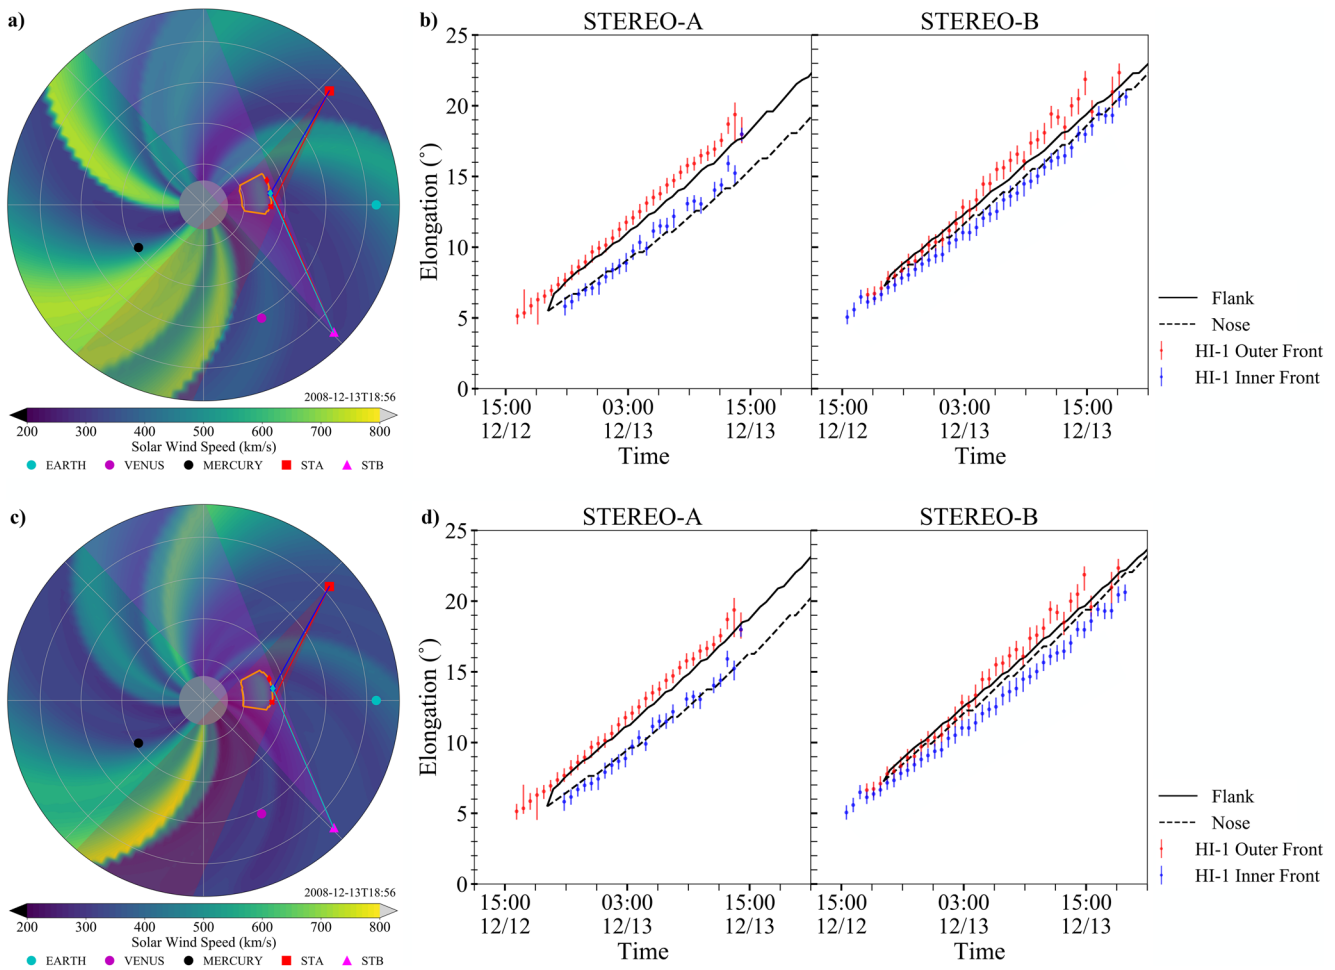 a)
2008-12-13T18:56
200 300 400 500 600 700 800
Solar Wind Speed (km/s)
EARTH VENUS MERCURY STA STB
b)
STEREO-A STEREO-B
25
20
15
10
5
0
Elongation (°)
15:00 03:00 15:00 15:00 03:00 15:00
12/12 12/13 12/13 12/12 12/13 12/13
Time Time
Flank
Nose
HI-1 Outer Front
HI-1 Inner Front
c)
2008-12-13T18:56
200 300 400 500 600 700 800
Solar Wind Speed (km/s)
EARTH VENUS MERCURY STA STB
d)
STEREO-A STEREO-B
25
20
15
10
5
0
Elongation (°)
15:00 03:00 15:00 15:00 03:00 15:00
12/12 12/13 12/13 12/12 12/13 12/13
Time Time
Flank
Nose
HI-1 Outer Front
HI-1 Inner Front